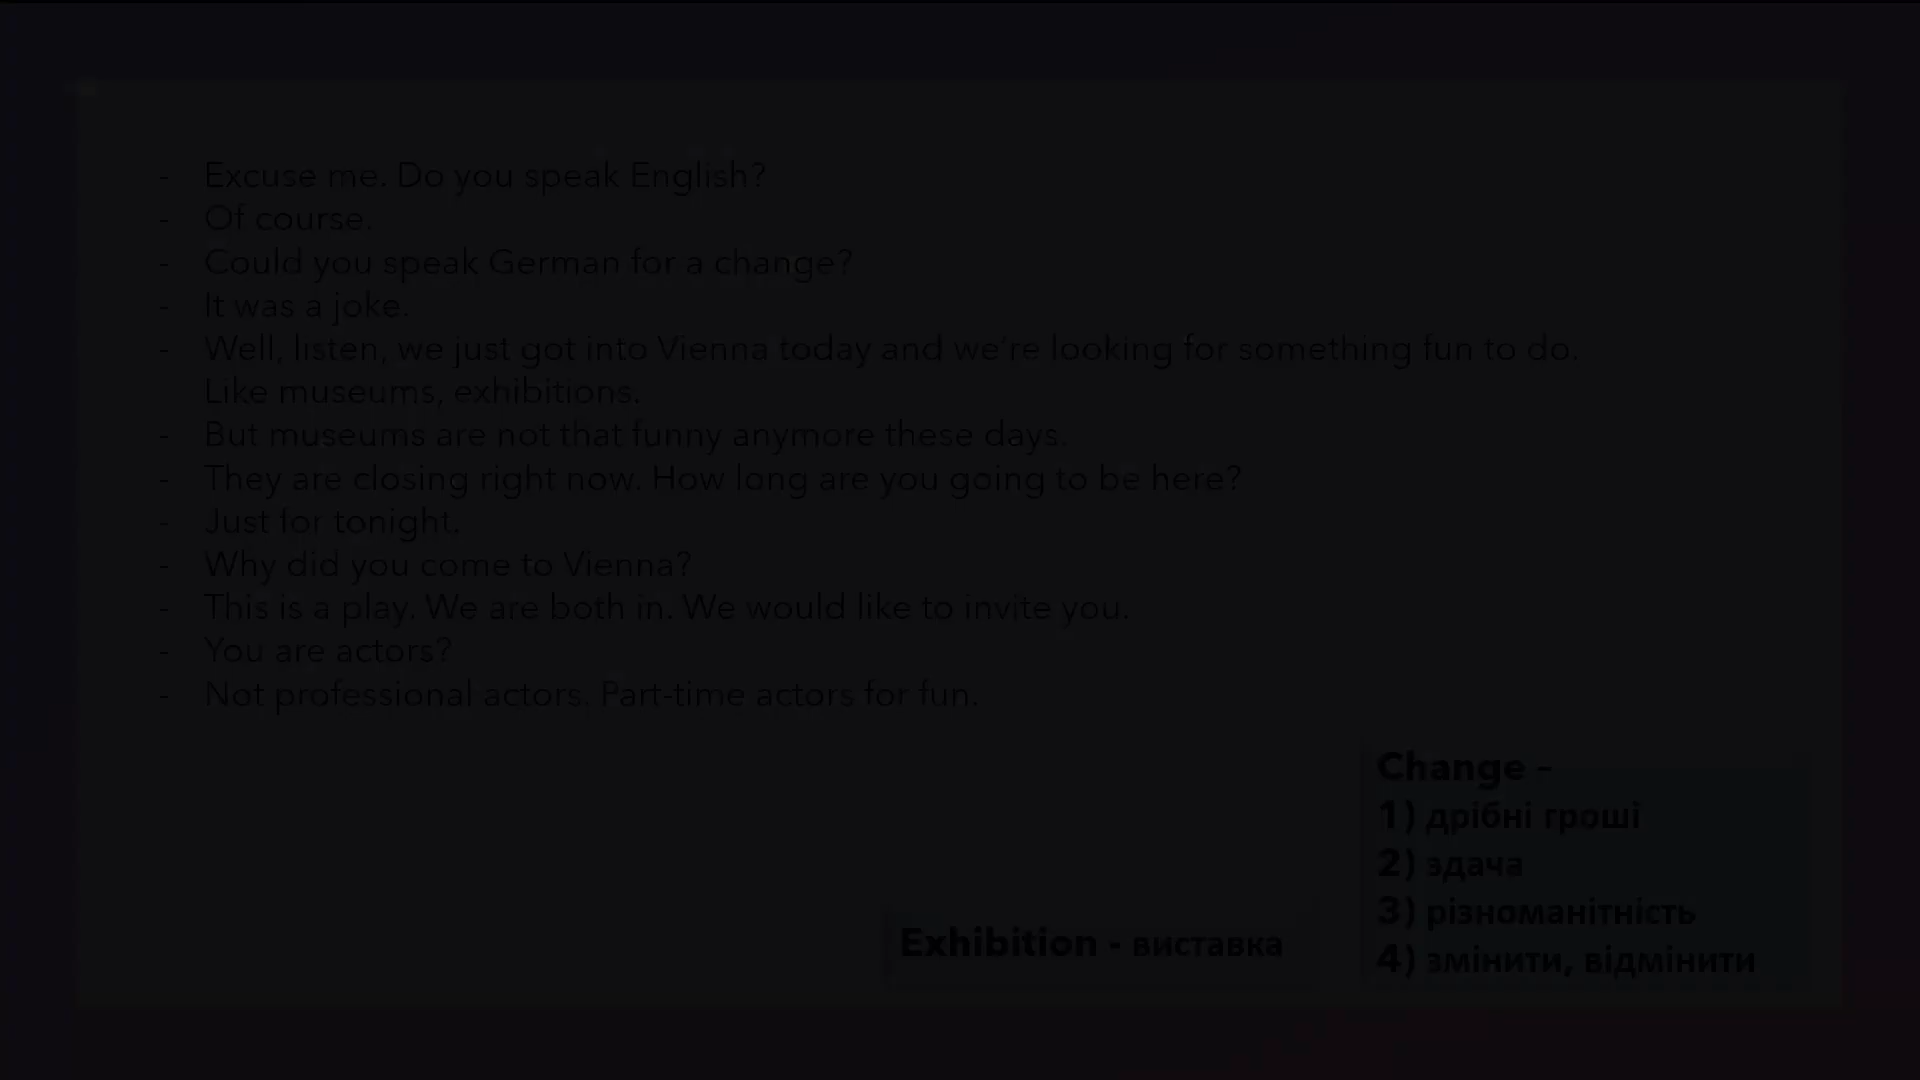 - Excuse me. Do you speak English?
- Of course.
- Could you speak German for a change?
- It was a joke.
- Well, listen, we just got into Vienna today and we're looking for something fun to do.
Like museums, exhibitions.
- But museums are not that funny anymore these days.
- They are closing right now. How long are you going to be here?
- Just for tonight.
- Why did you come to Vienna?
- This is a play. We are both in. We would like to invite you.
- You are actors?
- Not professional actors. Part-time actors for fun.
Change –
1) дрібні гроші
2) здача
3) різноманітність
4) змінити, відмінити
Exhibition - виставка